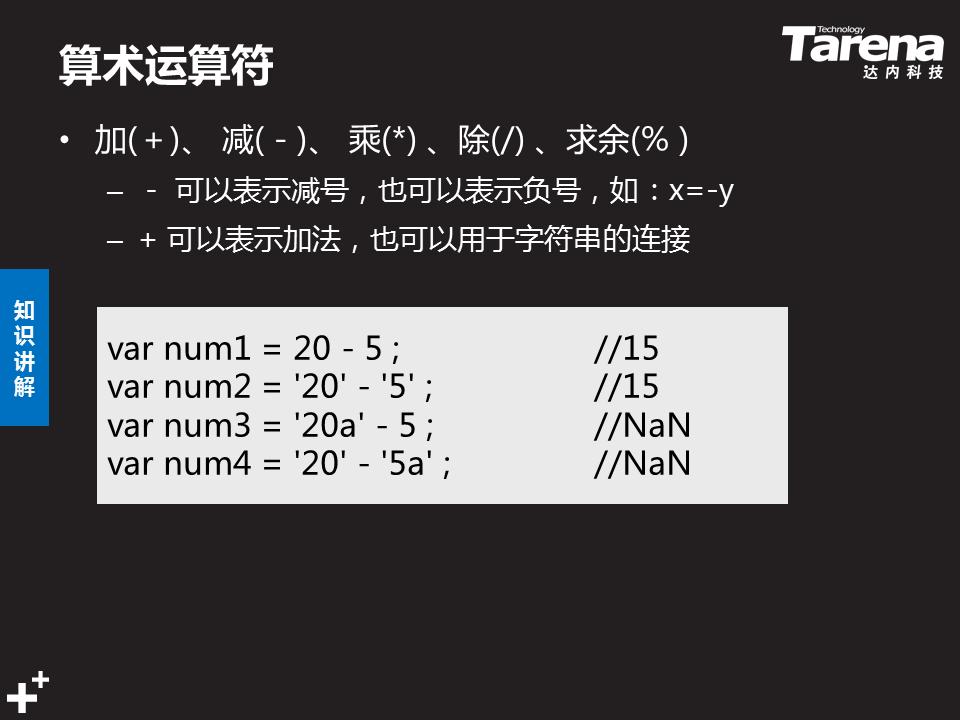 算术运算符
Technology
Tarena
达内科技
• 加(+)、 减( - )、 乘(*) 、除(/) 、求余(% )
– - 可以表示减号，也可以表示负号，如：x=-y
– + 可以表示加法，也可以用于字符串的连接
知识讲解
var num1 = 20 - 5 ; //15
var num2 = '20' - '5' ; //15
var num3 = '20a' - 5 ; //NaN
var num4 = '20' - '5a' ; //NaN